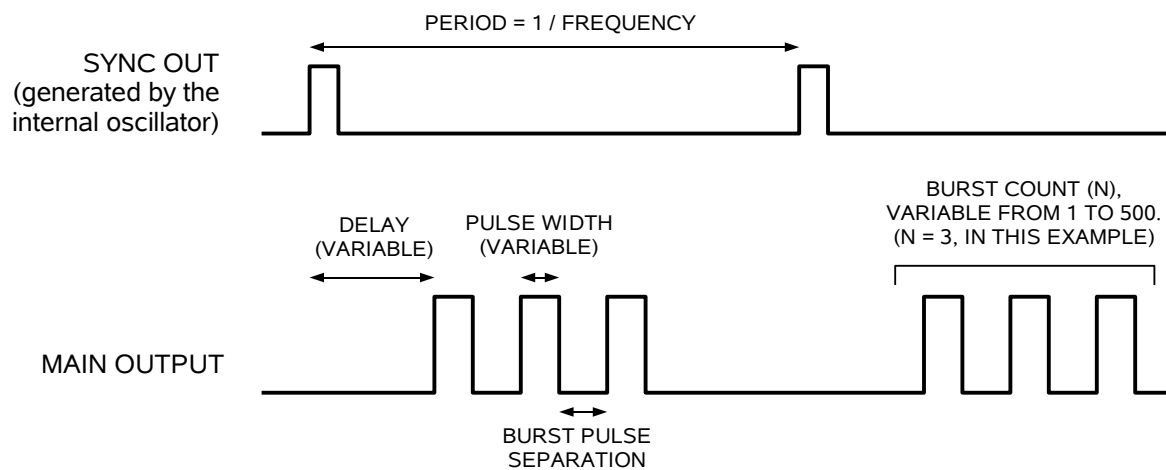 PERIOD = 1 / FREQUENCY
SYNC OUT
(generated by the
internal oscillator)
BURST COUNT (N),
VARIABLE FROM 1 TO 500.
(N = 3, IN THIS EXAMPLE)
DELAY
(VARIABLE)
PULSE WIDTH
(VARIABLE)
MAIN OUTPUT
BURST PULSE
SEPARATION